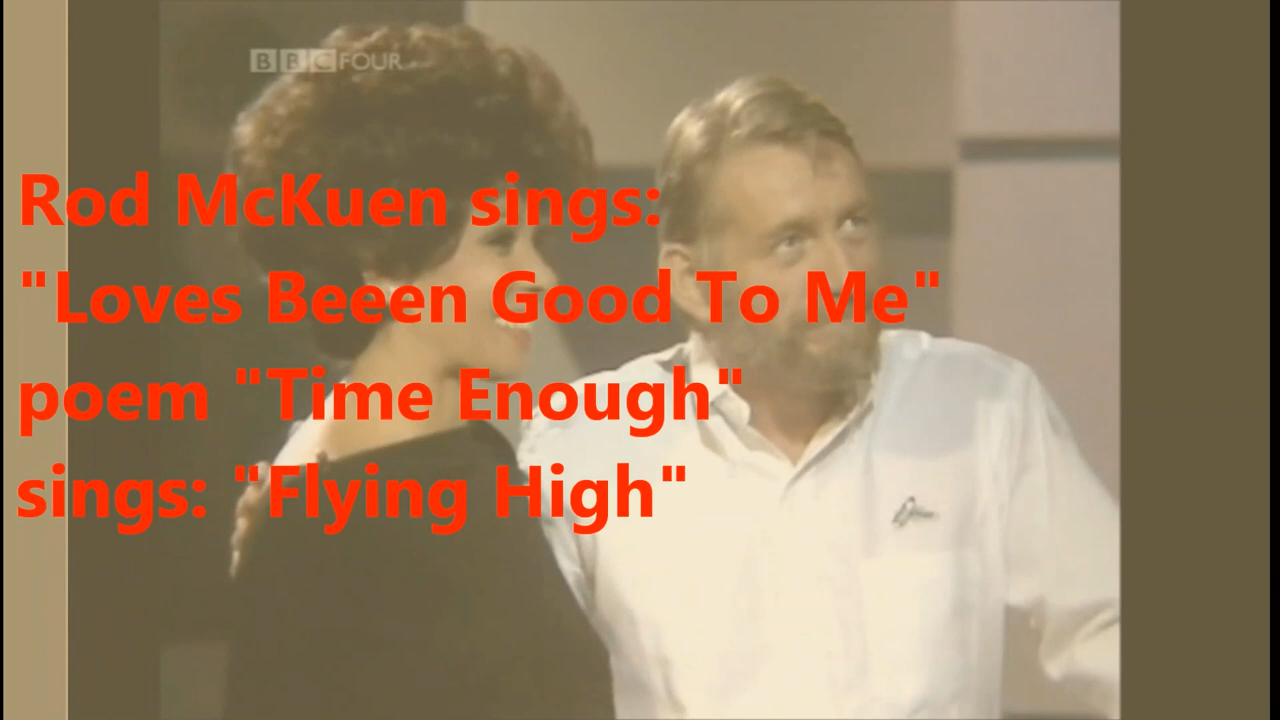 BBC FOUR
Rod McKuen sings:
"Loves Beeen Good To Me"
poem "Time Enough"
sings: "Flying High"